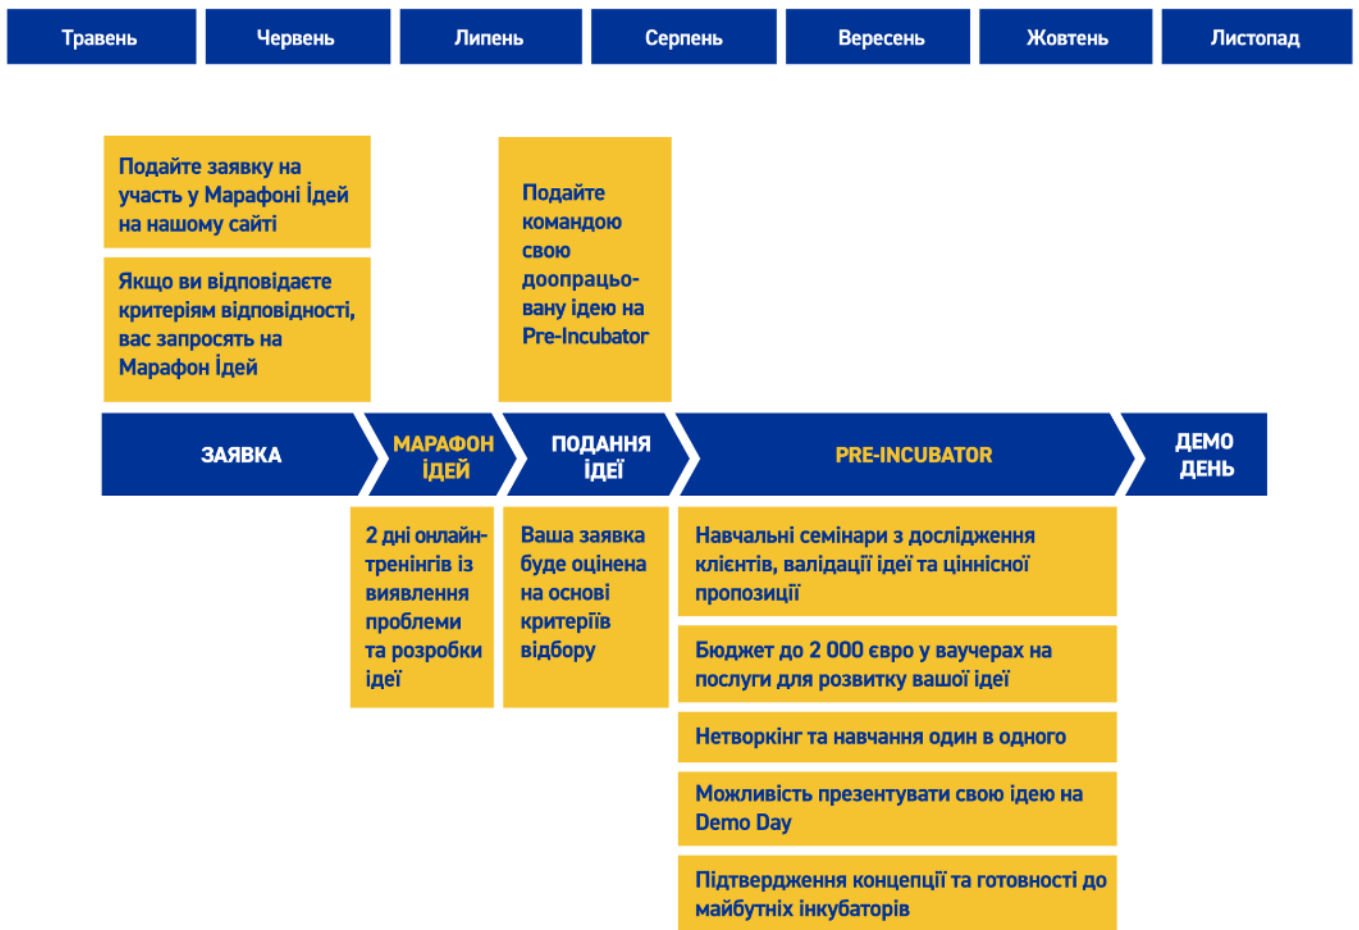 Травень
Червень
Липень
Серпень
Вересень
Жовтень
Листопад
Подайте заявку на
участь у Марафоні Ідей
на нашому сайті
Якщо ви відповідаєте
критеріям відповідності,
вас запросять на
Марафон Ідей
Подайте
командою
свою
доопрацьо-
вану ідею на
Pre-Incubator
ЗАЯВКА
МАРАФОН
ІДЕЙ
ПОДАННЯ
ІДЕЇ
PRE-INCUBATOR
ДЕМО
ДЕНЬ
2 дні онлайн-
тренінгів із
виявлення
проблеми
та розробки
ідеї
Ваша заявка
буде оцінена
на основі
критеріїв
відбору
Навчальні семінари з дослідження
клієнтів, валідації ідеї та ціннісної
пропозиції
Бюджет до 2 000 євро у ваучерах на
послуги для розвитку вашої ідеї
Нетворкінг та навчання один в одного
Можливість презентувати свою ідею на
Demo Day
Підтвердження концепції та готовності до
майбутніх інкубаторів